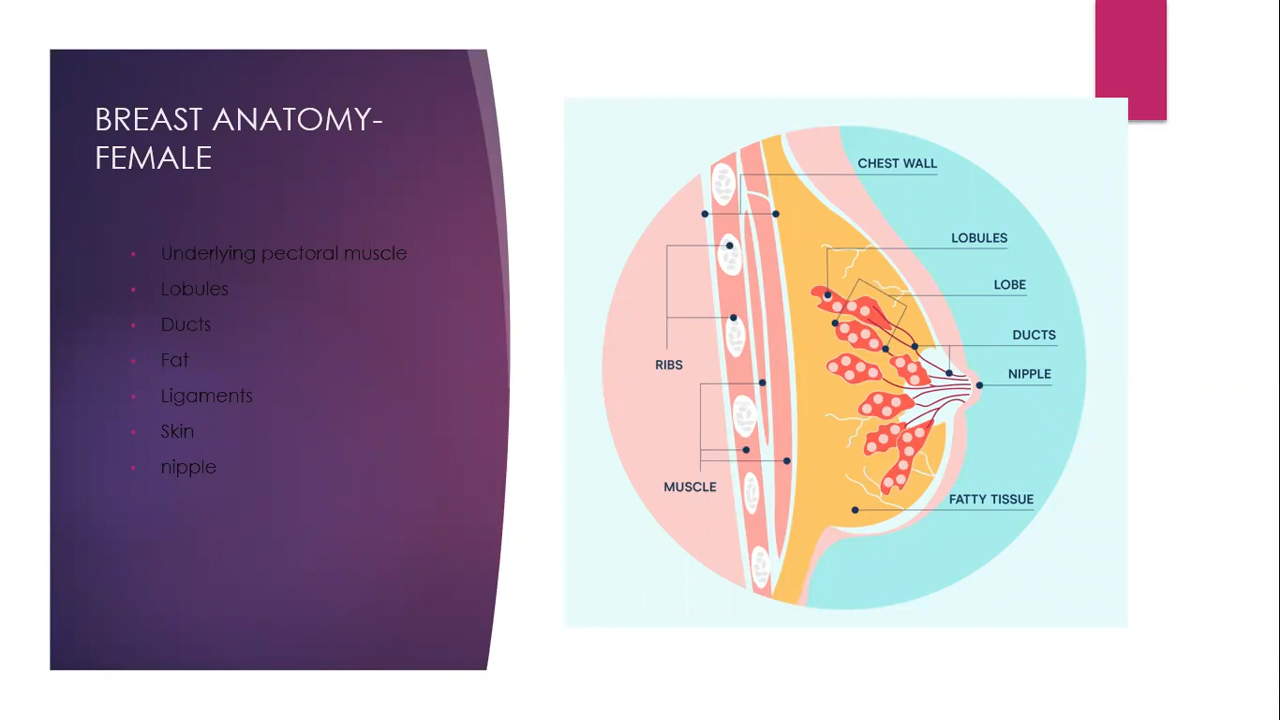 BREAST ANATOMY-
FEMALE
Underlying pectoral muscle
Lobules
Ducts
Fat
Ligaments
Skin
nipple
CHEST WALL
LOBULES
LOBE
DUCTS
NIPPLE
RIBS
MUSCLE
FATTY TISSUE